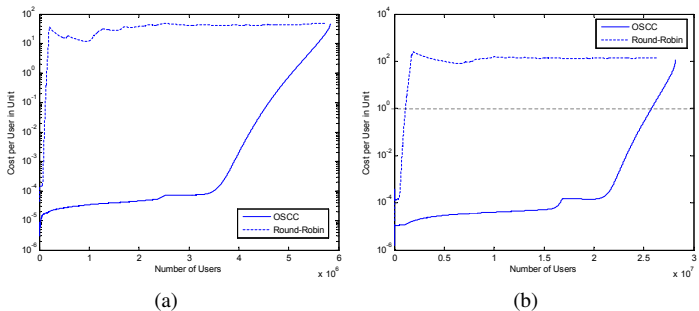 10^2
10^1
10^0
10^-1
10^-2
10^-3
10^-4
10^-5
10^-6
Cost per User in Unit
OSCC
Round-Robin
0 1 2 3 4 5 6
Number of Users
x 10^6
(a)
10^4
10^2
10^0
10^-2
10^-4
10^-6
Cost per User in Unit
OSCC
Round-Robin
0 0.5 1 1.5 2 2.5 3
Number of Users
x 10^7
(b)